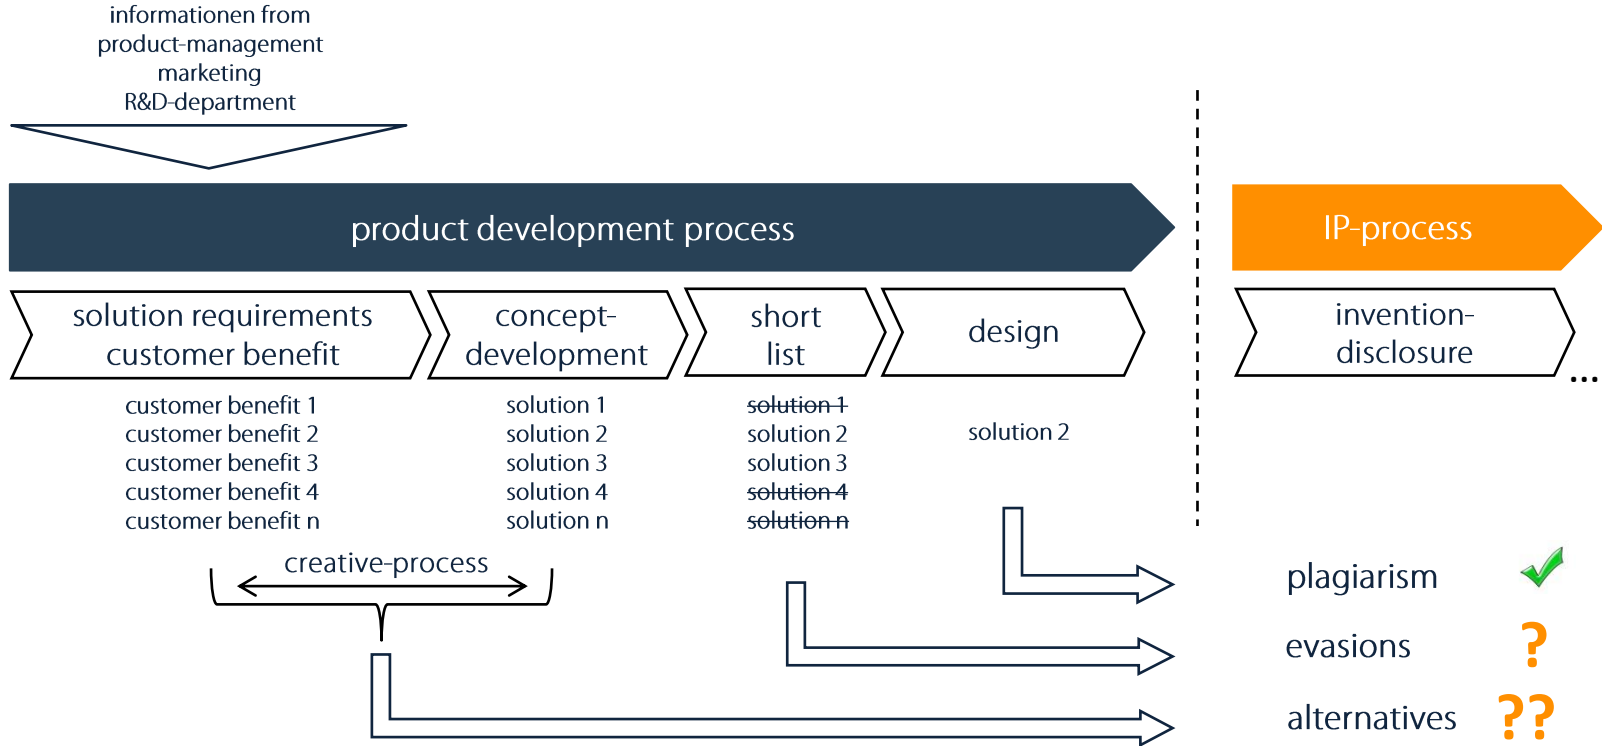 informationen from
product-management
marketing
R&D-department
product development process
IP-process
solution requirements
customer benefit
concept-
development
short
list
design
invention-
disclosure
...
customer benefit 1
customer benefit 2
customer benefit 3
customer benefit 4
customer benefit n
solution 1
solution 2
solution 3
solution 4
solution n
solution 1
solution 2
solution 3
solution 4
solution n
solution 2
creative-process
plagiarism
evasions ?
alternatives ??